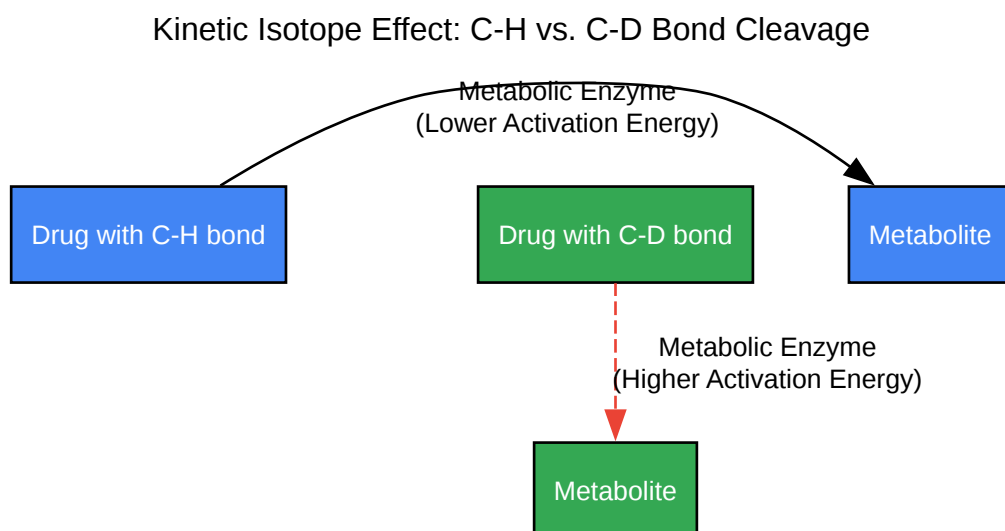 Kinetic Isotope Effect: C-H vs. C-D Bond Cleavage
Metabolic Enzyme
(Lower Activation Energy)
Drug with C-H bond
Drug with C-D bond
Metabolite
Metabolic Enzyme
(Higher Activation Energy)
Metabolite